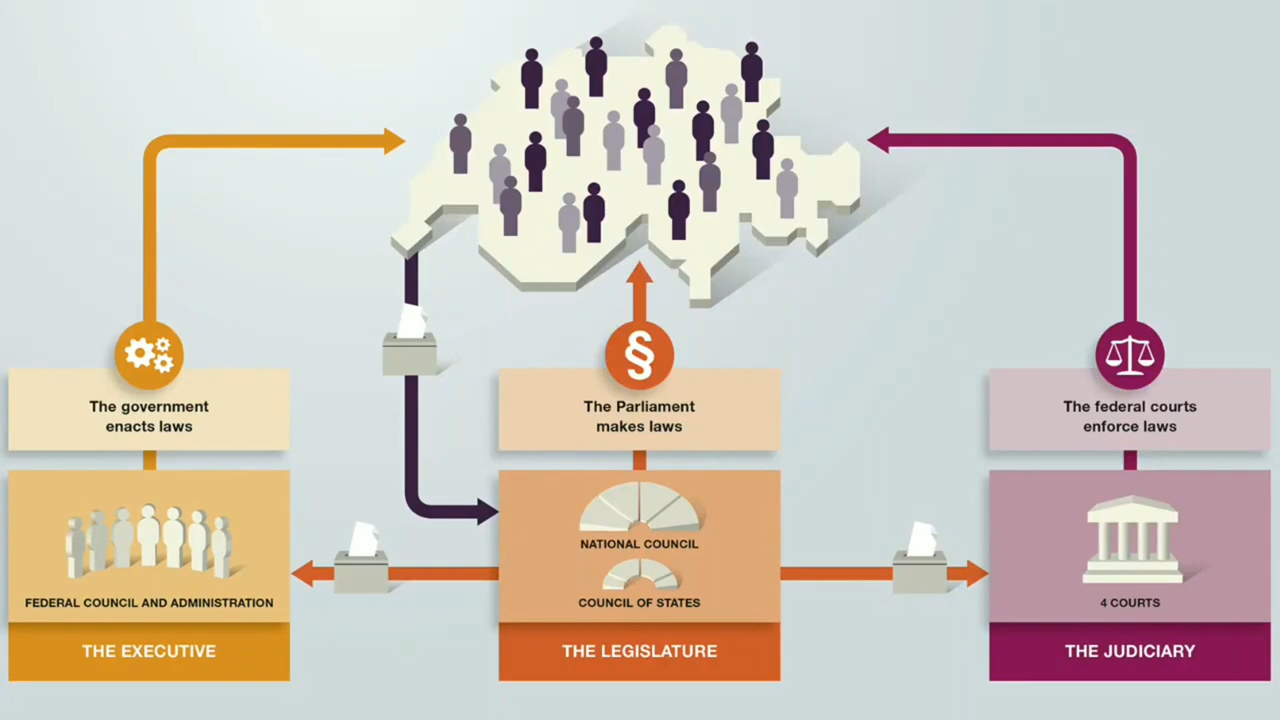 §
The government
enacts laws
The Parliament
makes laws
The federal courts
enforce laws
FEDERAL COUNCIL AND ADMINISTRATION
NATIONAL COUNCIL
COUNCIL OF STATES
4 COURTS
THE EXECUTIVE
THE LEGISLATURE
THE JUDICIARY